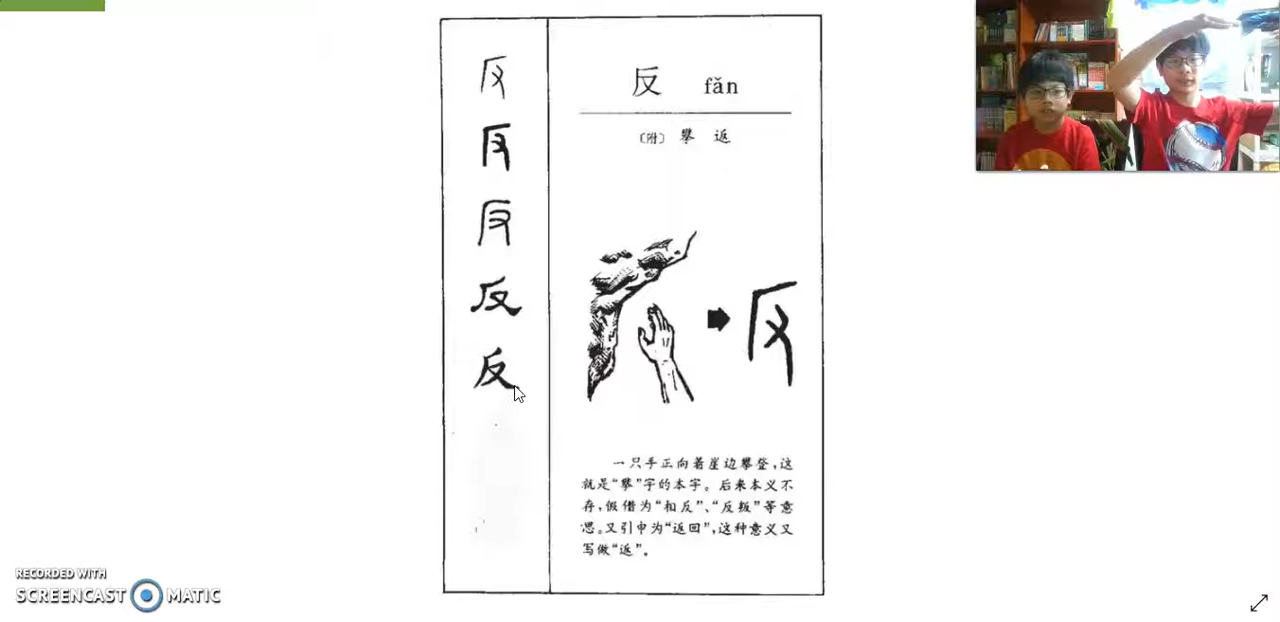 反
反
反
反
反
反 fǎn
〔附〕 攀 返
反
一只手正向着崖边攀登,这
就是“攀”字的本字。后来本义不
存,假借为“相反”、“反叛”等意
思。又引申为“返回”,这种意义又
写做“返”。
RECORDED WITH
SCREENCAST MATIC